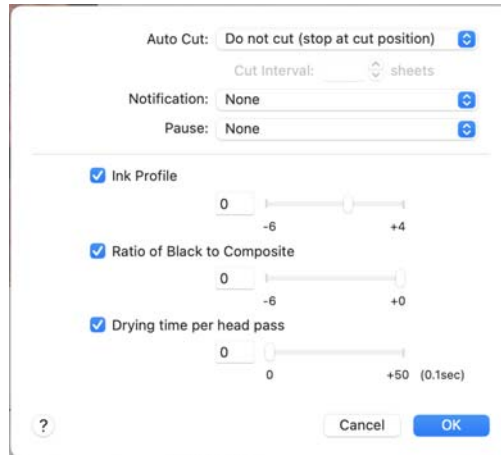 Auto Cut: Do not cut (stop at cut position)
Cut Interval: sheets
Notification: None
Pause: None
Ink Profile
0
-6 +4
Ratio of Black to Composite
0
-6 +0
Drying time per head pass
0
0 +50 (0.1sec)
? Cancel OK